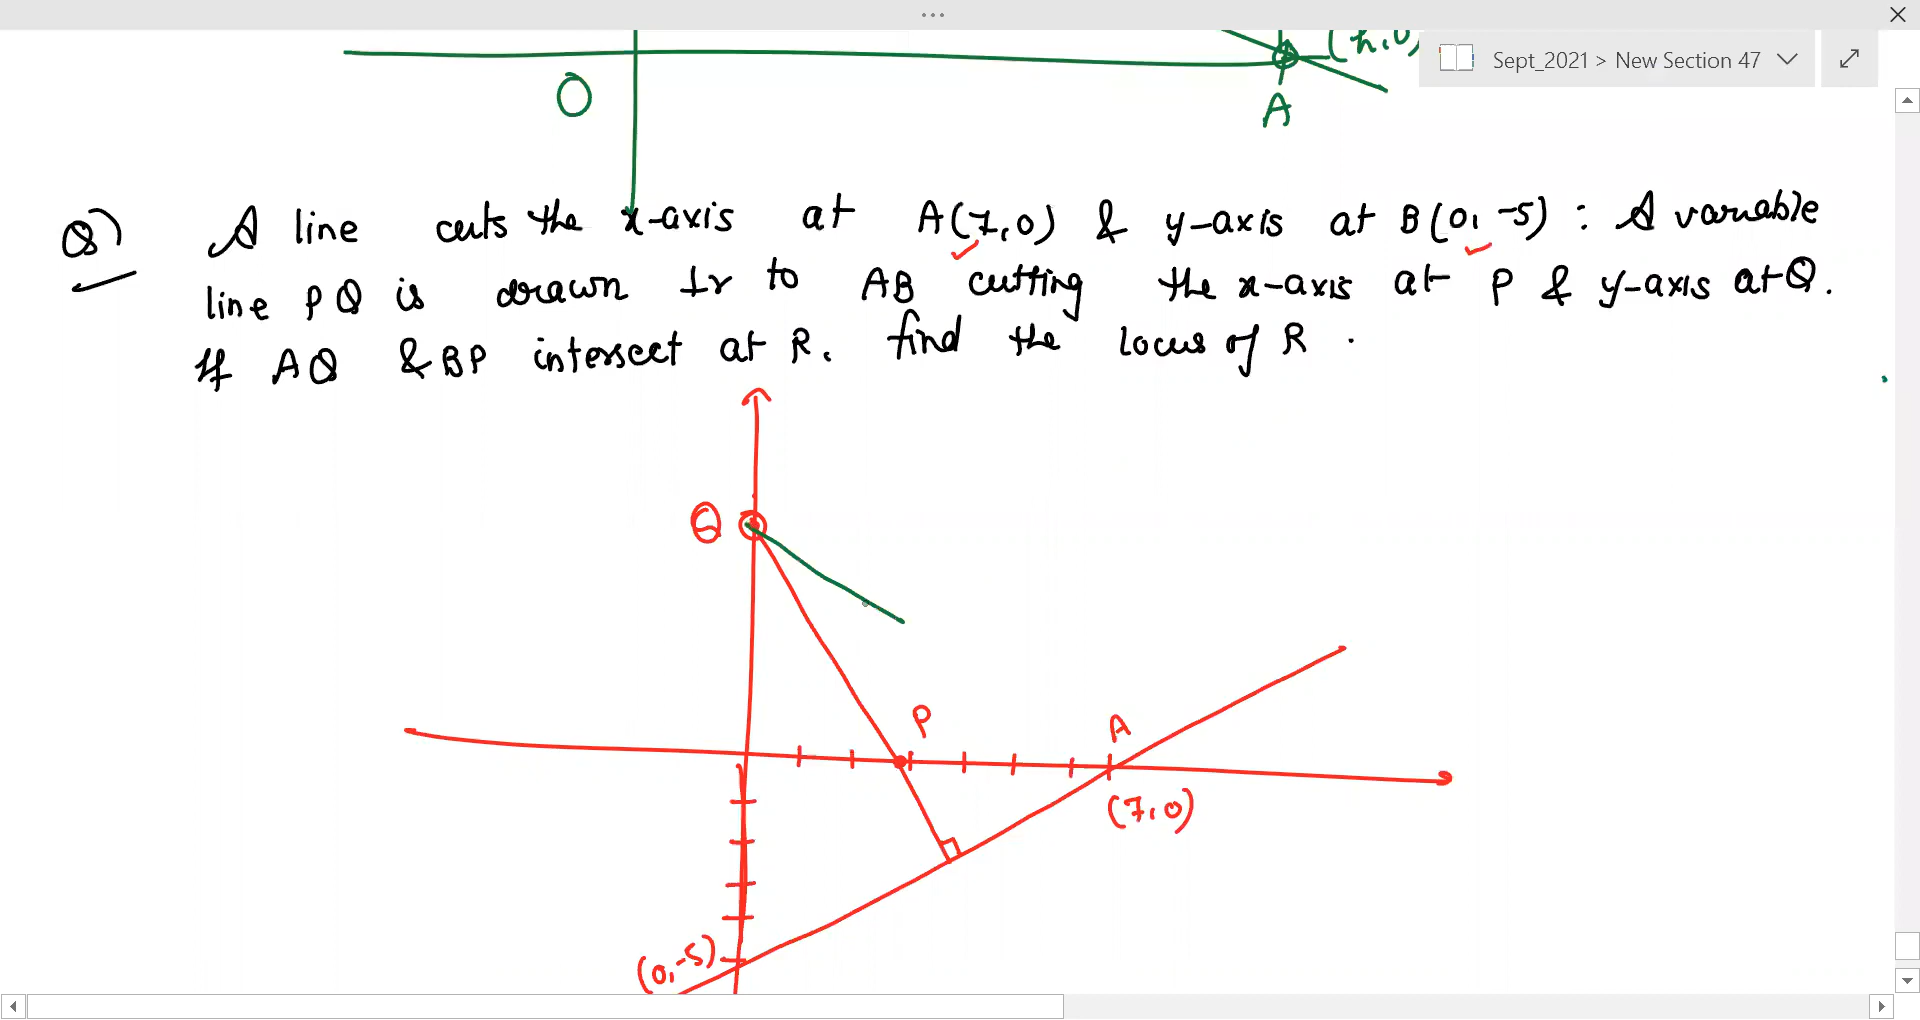 (h,0)
Sept_2021 > New Section 47
O
A
Q) A line cuts the x-axis at A(7,0) & y-axis at B(0,-5) : A variable
line PQ is drawn ⊥r to AB cutting the x-axis at P & y-axis at Q.
If AQ & BP intersect at R. find the locus of R.
Q
P
A
(7,0)
(0,-5)